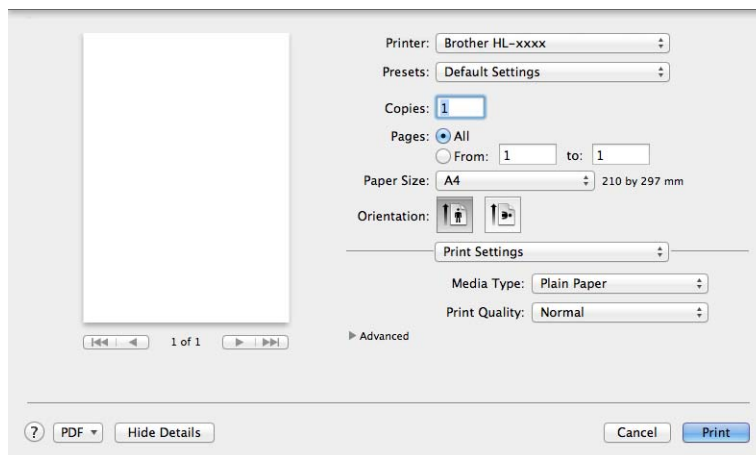 Printer: Brother HL-xxxx
Presets: Default Settings
Copies: 1
Pages: All
From: 1 to: 1
Paper Size: A4 210 by 297 mm
Orientation:
Print Settings
Media Type: Plain Paper
Print Quality: Normal
Advanced
1 of 1
? PDF Hide Details Cancel Print